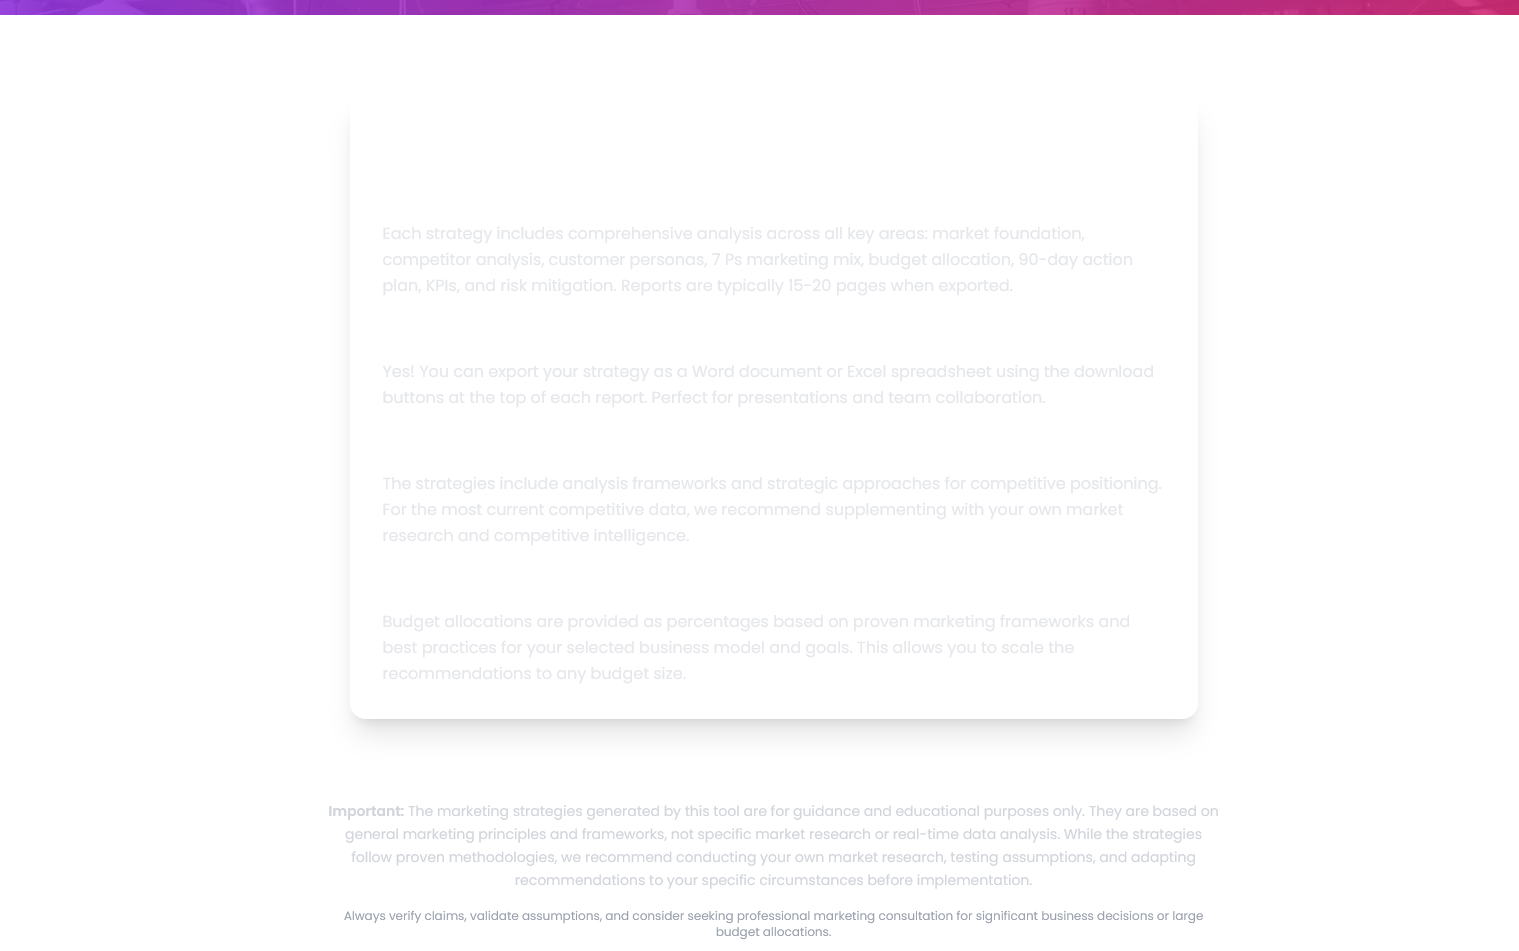 Each strategy includes comprehensive analysis across all key areas: market foundation,
competitor analysis, customer personas, 7 Ps marketing mix, budget allocation, 90-day action
plan, KPIs, and risk mitigation. Reports are typically 15-20 pages when exported.
Yes! You can export your strategy as a Word document or Excel spreadsheet using the download
buttons at the top of each report. Perfect for presentations and team collaboration.
The strategies include analysis frameworks and strategic approaches for competitive positioning.
For the most current competitive data, we recommend supplementing with your own market
research and competitive intelligence.
Budget allocations are provided as percentages based on proven marketing frameworks and
best practices for your selected business model and goals. This allows you to scale the
recommendations to any budget size.
Important: The marketing strategies generated by this tool are for guidance and educational purposes only. They are based on
general marketing principles and frameworks, not specific market research or real-time data analysis. While the strategies
follow proven methodologies, we recommend conducting your own market research, testing assumptions, and adapting
recommendations to your specific circumstances before implementation.
Always verify claims, validate assumptions, and consider seeking professional marketing consultation for significant business decisions or large
budget allocations.